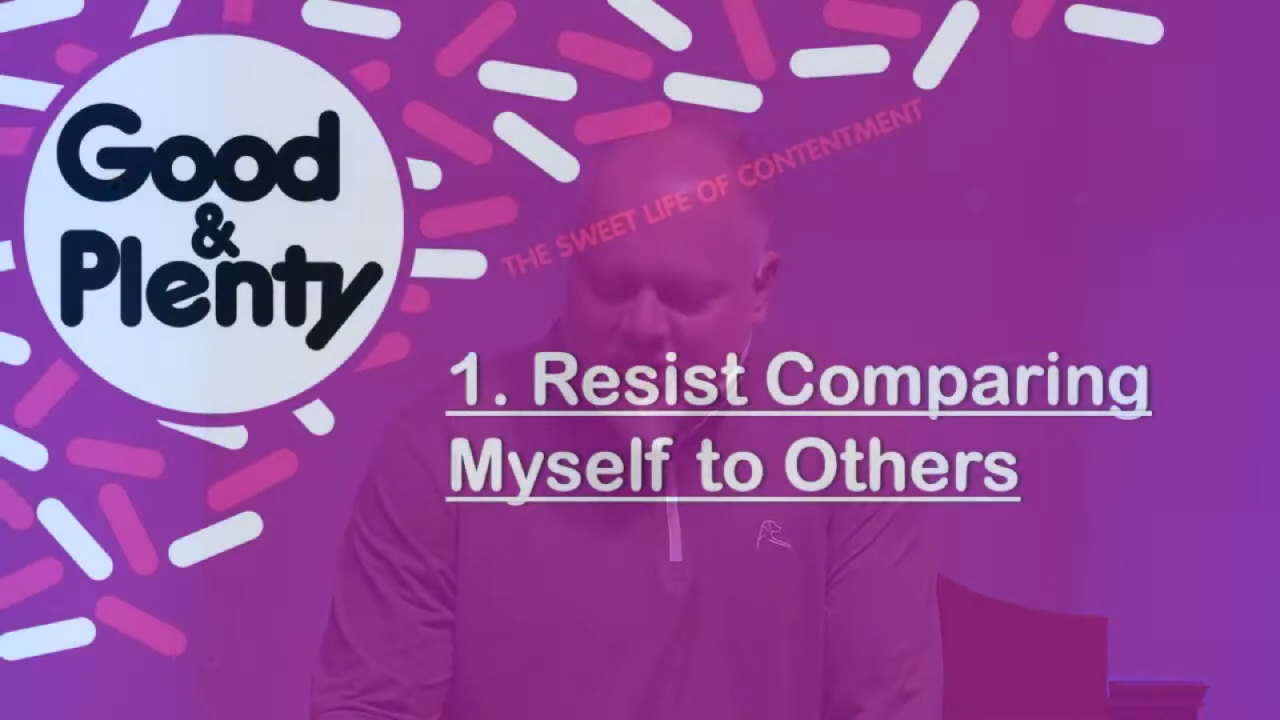 Good
&
Plenty
THE SWEET LIFE OF CONTENTMENT
1. Resist Comparing
Myself to Others